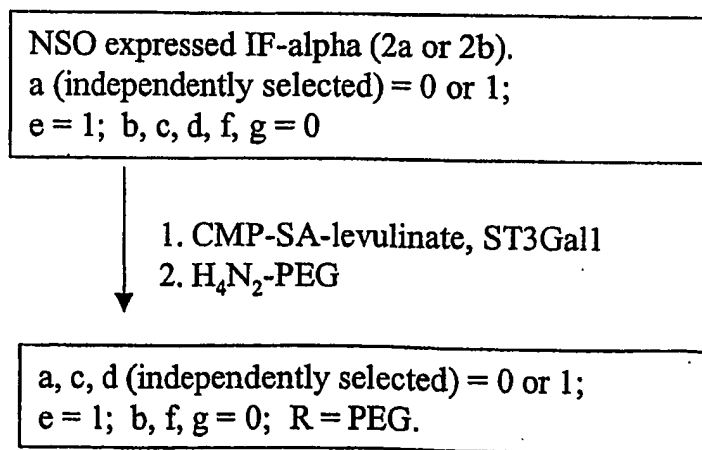 NSO expressed IF-alpha (2a or 2b).
a (independently selected) = 0 or 1;
e = 1; b, c, d, f, g = 0
1. CMP-SA-levulinate, ST3Gal1
2. H₄N₂-PEG
a, c, d (independently selected) = 0 or 1;
e = 1; b, f, g = 0; R = PEG.